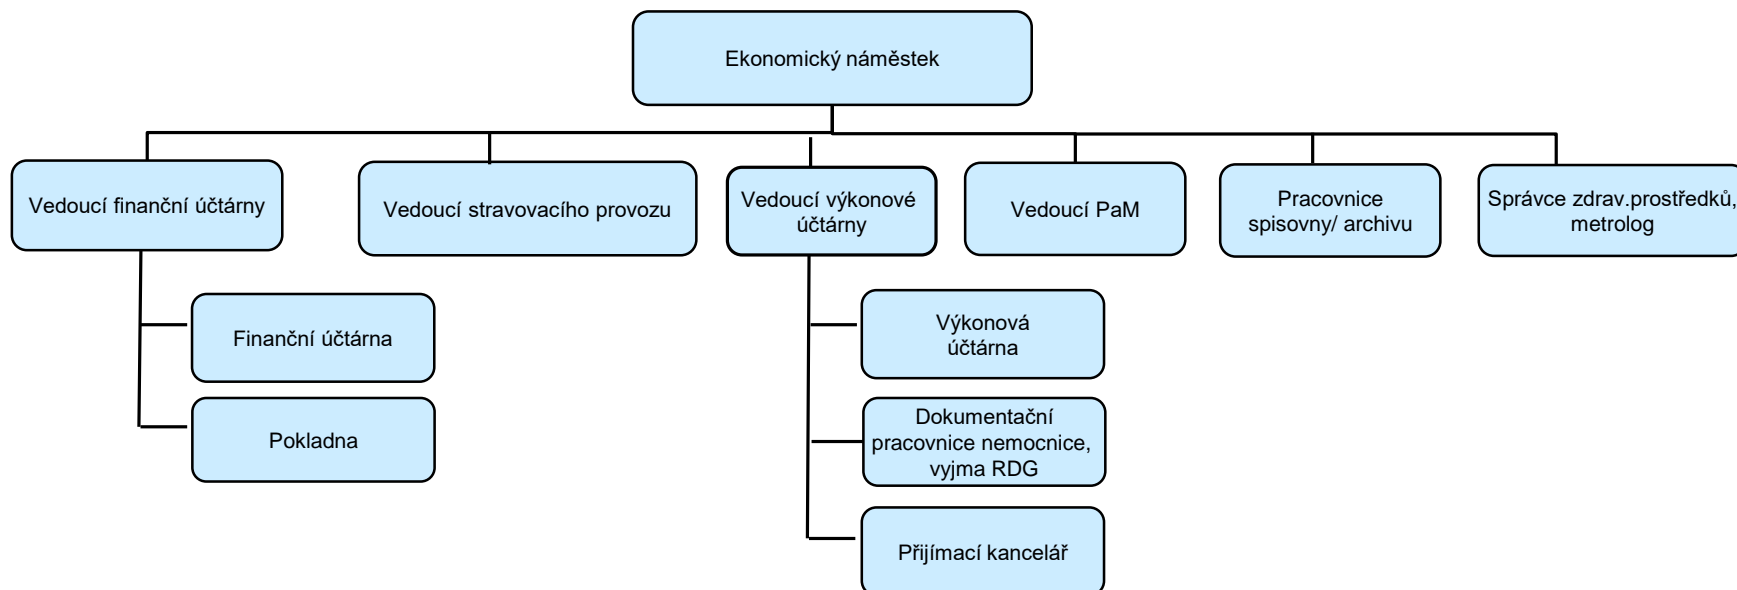 Ekonomický náměstek
Vedoucí finanční účtárny
Vedoucí stravovacího provozu
Vedoucí výkonové
účtárny
Vedoucí PaM
Pracovnice
spisovny/ archivu
Správce zdrav.prostředků,
metrolog
Finanční účtárna
Pokladna
Výkonová
účtárna
Dokumentační
pracovnice nemocnice,
vyjma RDG
Přijímací kancelář